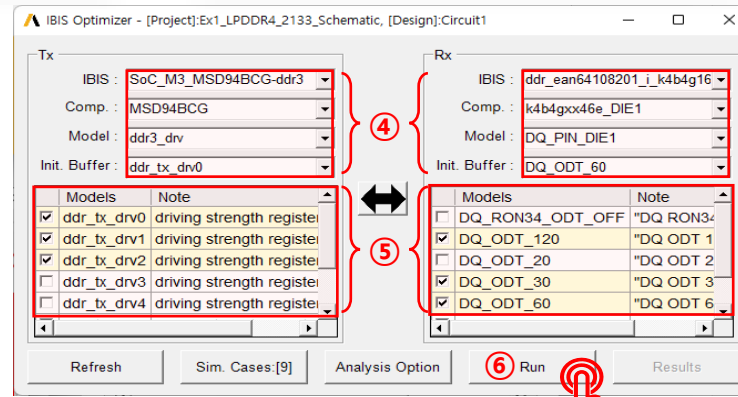 IBIS Optimizer - [Project]:Ex1_LPDDR4_2133_Schematic, [Design]:Circuit1
Tx
IBIS : SoC_M3_MSD94BCG-ddr3
Comp. : MSD94BCG
Model : ddr3_drv
Init. Buffer : ddr_tx_drv0
Models Note
ddr_tx_drv0 driving strength register
ddr_tx_drv1 driving strength register
ddr_tx_drv2 driving strength register
ddr_tx_drv3 driving strength register
ddr_tx_drv4 driving strength register
④
⑤
Rx
IBIS : ddr_ean64108201_i_k4b4g16
Comp. : k4b4gxx46e_DIE1
Model : DQ_PIN_DIE1
Init. Buffer : DQ_ODT_60
Models Note
DQ_RON34_ODT_OFF "DQ RON34
DQ_ODT_120 "DQ ODT 1
DQ_ODT_20 "DQ ODT 2
DQ_ODT_30 "DQ ODT 3
DQ_ODT_60 "DQ ODT 6
Refresh
Sim. Cases:[9]
Analysis Option
⑥ Run
Results